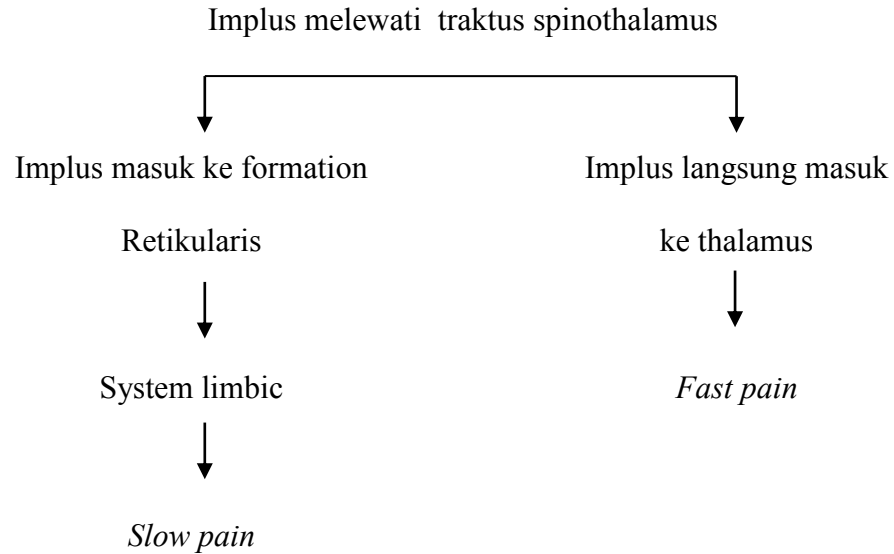 Implus melewati traktus spinothalamus
Implus masuk ke formation
Retikularis
Implus langsung masuk
ke thalamus
System limbic
Fast pain
Slow pain